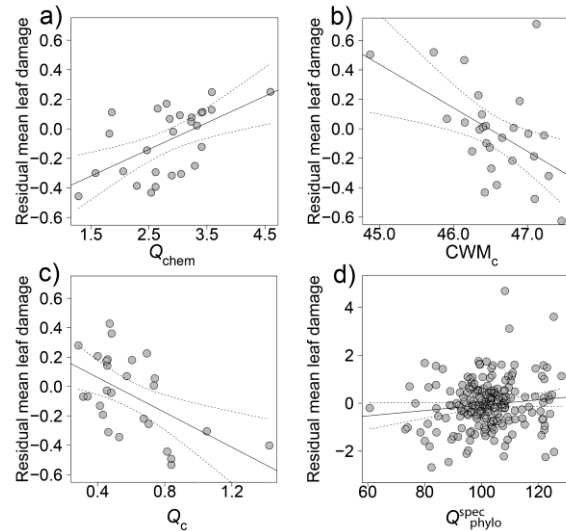 a)
Residual mean leaf damage
0.4
0.2
0.0
−0.2
−0.4
−0.6
1.5 2.5 3.5 4.5
Qchem
b)
Residual mean leaf damage
0.6
0.4
0.2
0.0
−0.2
−0.4
−0.6
45.0 46.0 47.0
CWMc
c)
Residual mean leaf damage
0.6
0.4
0.2
0.0
−0.2
−0.4
−0.6
0.4 0.8 1.2
Qc
d)
Residual mean leaf damage
4
2
0
−2
60 80 100 120
Qspec phylo